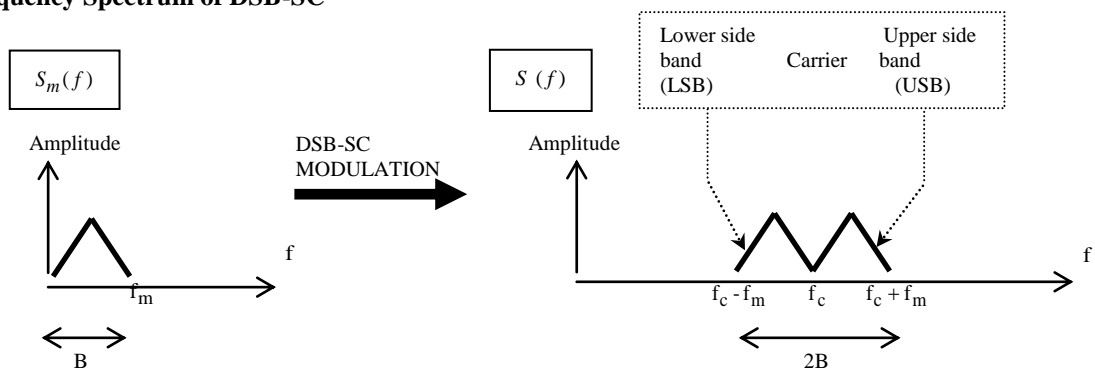 quency Spectrum of DSB-SC
S_m(f)
Amplitude
f
f_m
B
DSB-SC
MODULATION
S (f)
Lower side Upper side
band Carrier band
(LSB) (USB)
Amplitude
f
f_c - f_m f_c f_c + f_m
2B